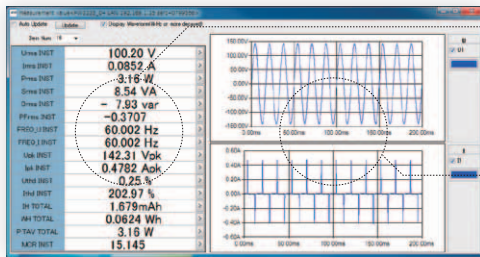 Auto Update
Update
Item Num 16
Urms INST 100.20 V
Irms INST 0.0852 A
Prms INST 3.16 W
Srms INST 8.54 VA
Qrms INST - 7.93 var
PFrms INST -0.3707
FREQ_U INST 60.002 Hz
FREQ_I INST 60.002 Hz
Upk INST 142.31 Vpk
Ipk INST 0.4782 Apk
Uthd INST 0.25 %
Ithd INST 202.97 %
IH TOTAL 1.679mAh
WH TOTAL 0.0624 Wh
P TAV TOTAL 3.16 W
MCR INST 15.145
150.00V
100.00V
50.00V
0.00V
-50.00V
-100.00V
0.00ms 50.00ms 100.00ms 150.00ms 200.00ms
U
U1
0.60A
0.40A
0.20A
0.00A
-0.20A
-0.40A
-0.60A
0.00ms 50.00ms 100.00ms 150.00ms 200.00ms
I
I1